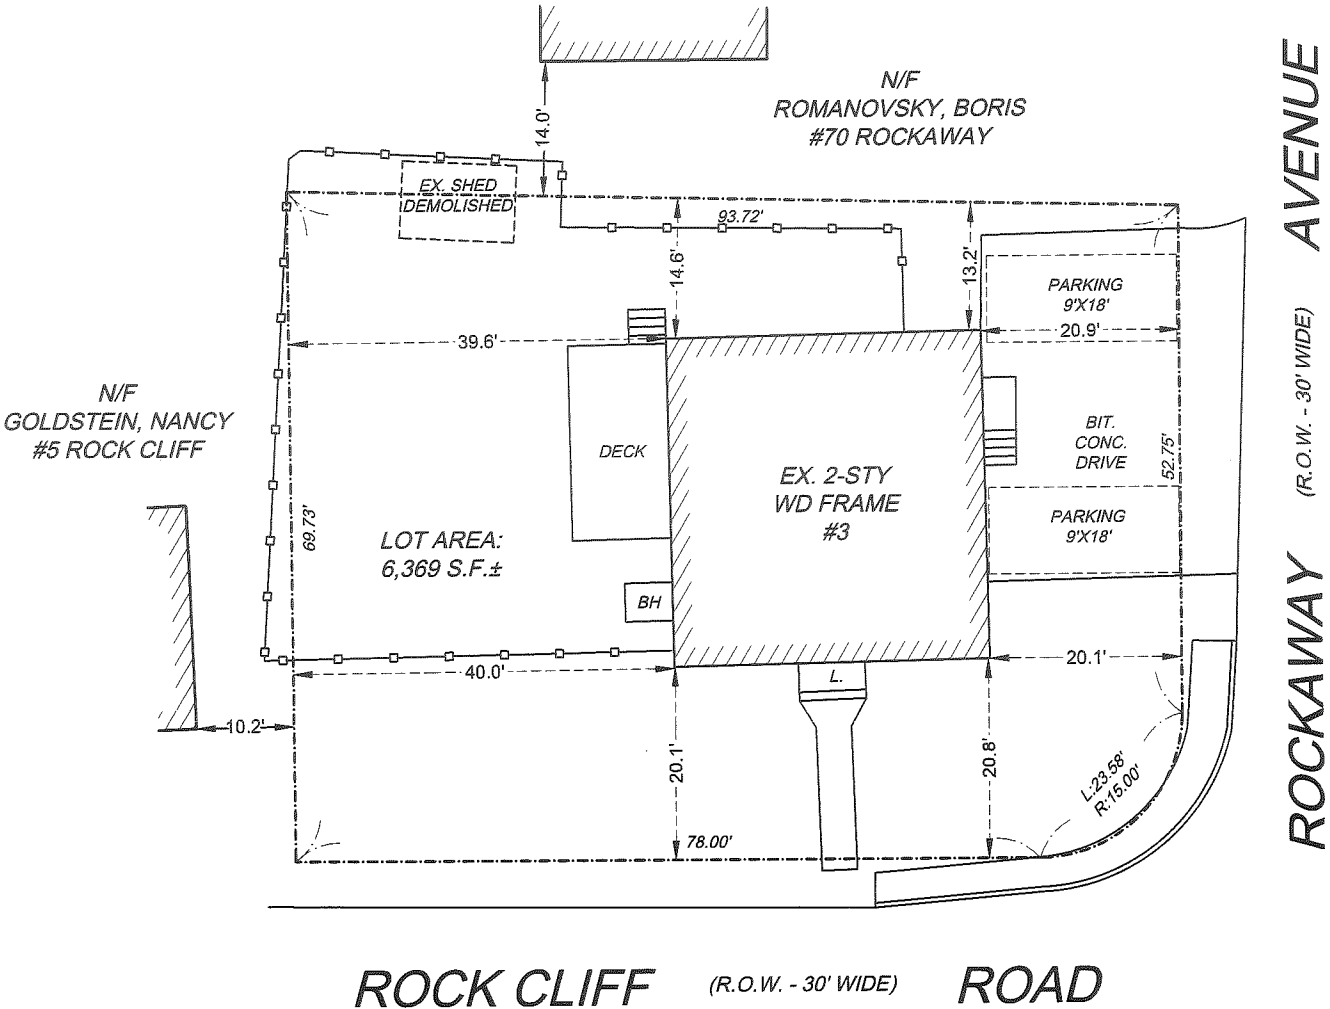 N/F
ROMANOVSKY, BORIS
#70 ROCKAWAY
14.0'
EX. SHED
DEMOLISHED
93.72'
14.6'
13.2'
PARKING
9'X18'
20.9'
39.6'
N/F
GOLDSTEIN, NANCY
#5 ROCK CLIFF
DECK
EX. 2-STY
WD FRAME
#3
BIT.
CONC.
DRIVE
52.75'
PARKING
9'X18'
69.73'
LOT AREA:
6,369 S.F.±
BH
40.0'
L.
20.1'
10.2'
20.1'
20.8'
L:23.58'
R:15.00'
78.00'
ROCKAWAY (R.O.W. - 30' WIDE) AVENUE
ROCK CLIFF (R.O.W. - 30' WIDE) ROAD